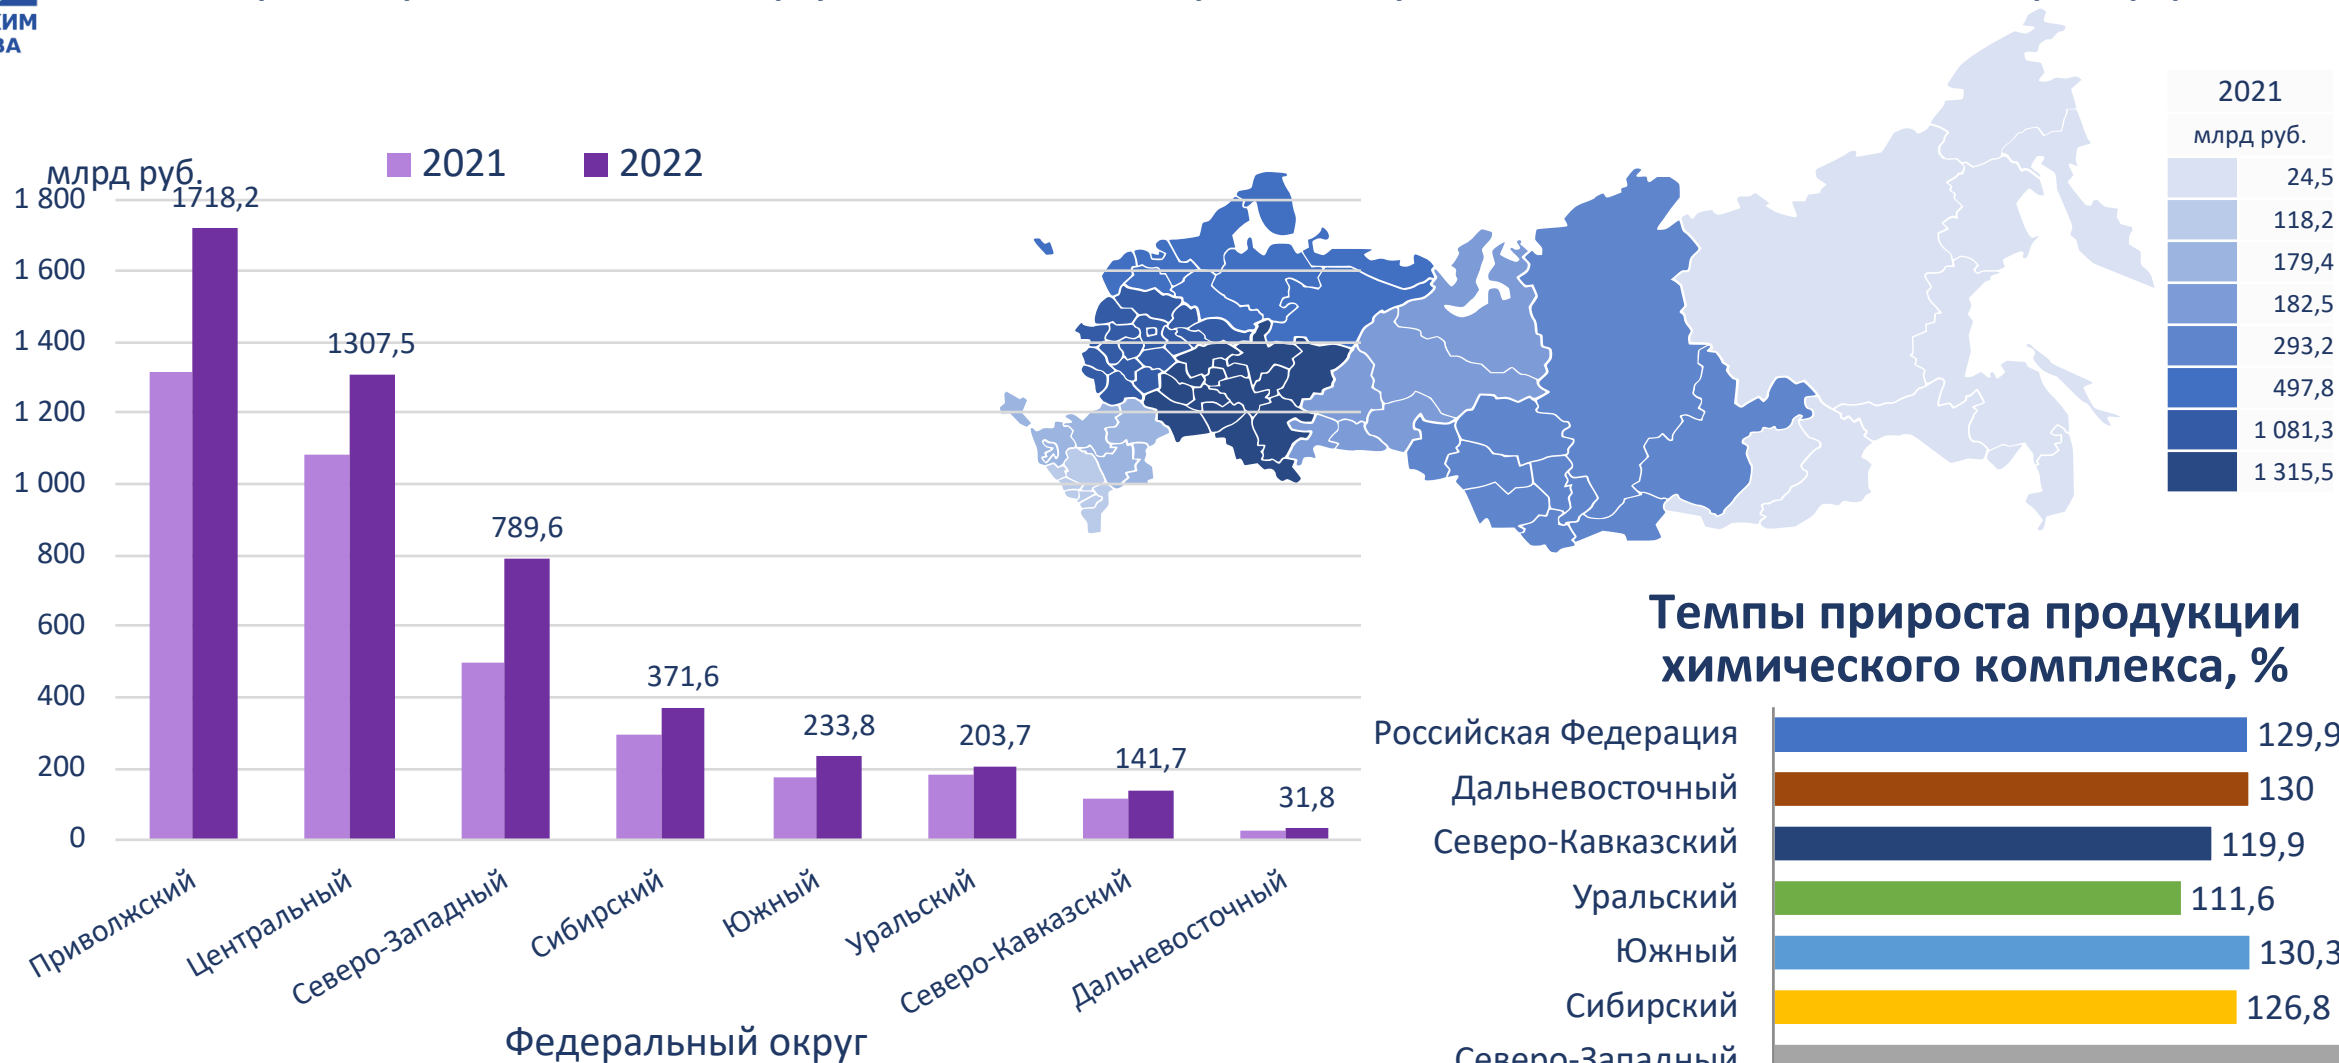 млрд руб.
2021
2022
1 800
1 600
1 400
1 200
1 000
800
600
400
200
0
1718,2
1307,5
789,6
371,6
233,8
203,7
141,7
31,8
Приволжский
Центральный
Северо-Западный
Сибирский
Южный
Уральский
Северо-Кавказский
Дальневосточный
Федеральный округ
2021
млрд руб.
24,5
118,2
179,4
182,5
293,2
497,8
1 081,3
1 315,5
Темпы прироста продукции
химического комплекса, %
Российская Федерация 129,9
Дальневосточный 130
Северо-Кавказский 119,9
Уральский 111,6
Южный 130,3
Сибирский 126,8
Северо-Западный